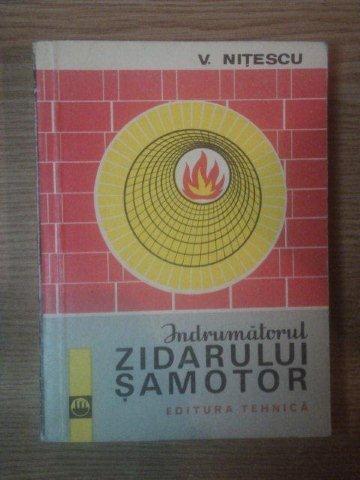 V. NIȚESCU
Îndrumătorul
ZIDARULUI
ȘAMOTOR
EDITURA TEHNICĂ